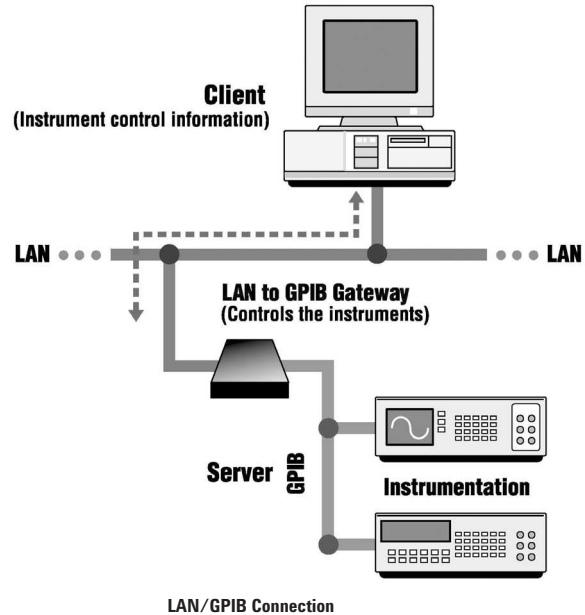 Client
(Instrument control information)
LAN
LAN
LAN to GPIB Gateway
(Controls the instruments)
Server
GPIB
Instrumentation
LAN/GPIB Connection